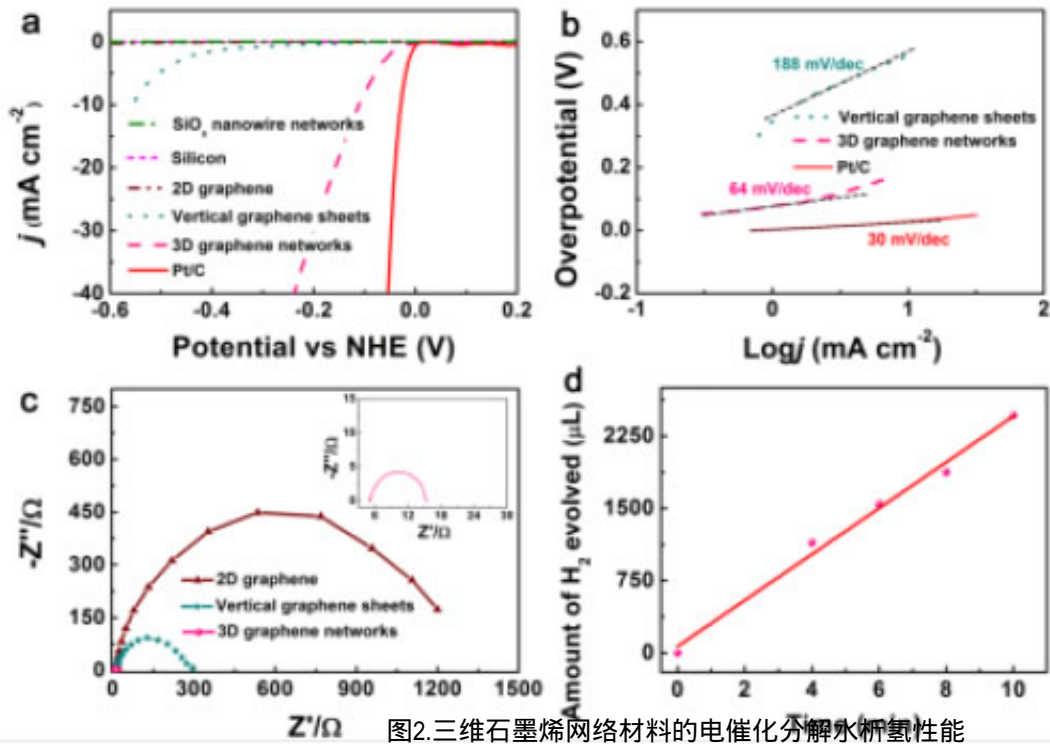 a
j (mA cm-2)
0
-10
-20
-30
-40
SiOx nanowire networks
Silicon
2D graphene
Vertical graphene sheets
3D graphene networks
Pt/C
-0.6
-0.4
-0.2
0.0
0.2
Potential vs NHE (V)
b
Overpotential (V)
0.6
0.4
0.2
0.0
-0.2
188 mV/dec
Vertical graphene sheets
3D graphene networks
Pt/C
64 mV/dec
30 mV/dec
-1
0
1
2
Logj (mA cm-2)
c
-Z''/Ω
750
600
450
300
150
0
-Z''/Ω
15
10
5
0
6
12
18
24
30
Z'/Ω
2D graphene
Vertical graphene sheets
3D graphene networks
0
300
600
900
1200
1500
Z'/Ω
d
Amount of H2 evolved (μL)
2250
1500
750
0
0
2
4
6
8
10
Time (min)
图2.三维石墨烯网络材料的电催化分解水析氢性能